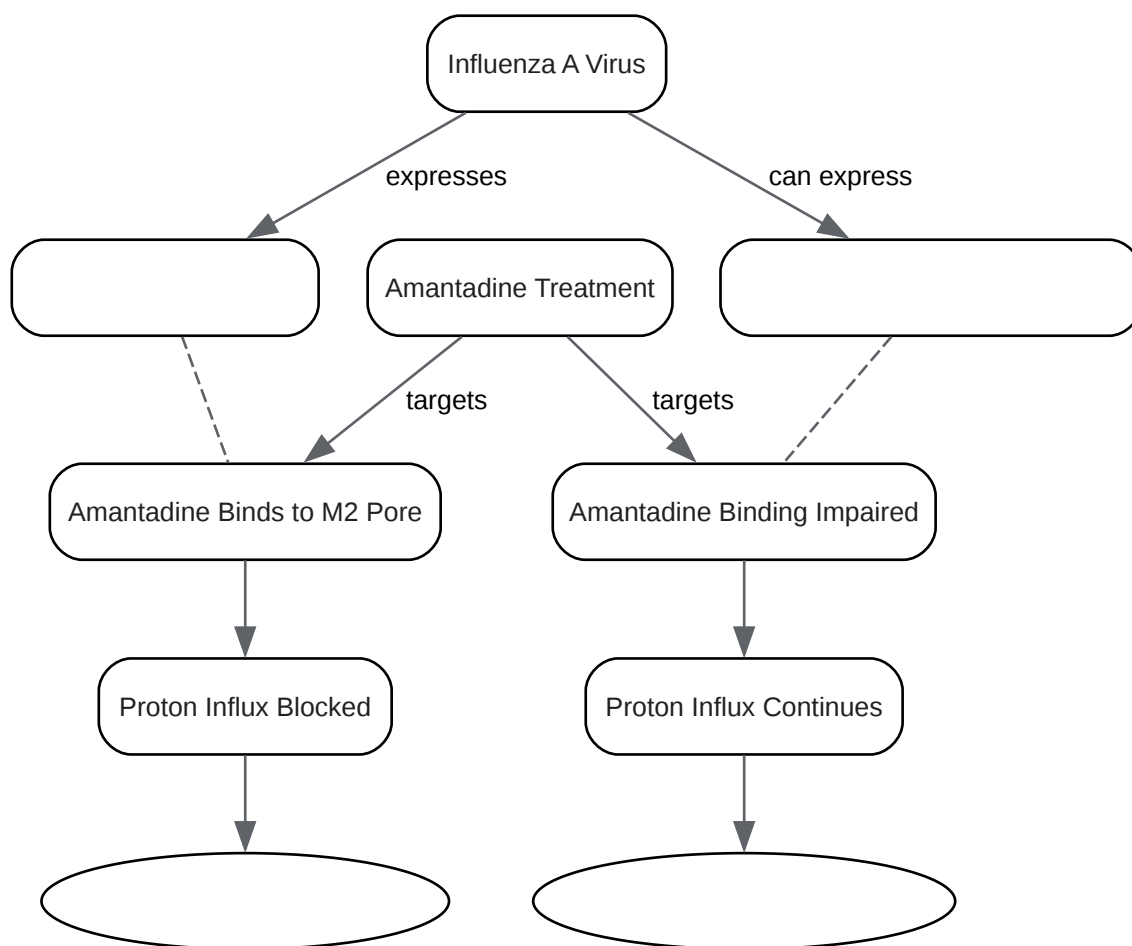 Influenza A Virus
expresses
can express
Amantadine Treatment
targets
targets
Amantadine Binds to M2 Pore
Amantadine Binding Impaired
Proton Influx Blocked
Proton Influx Continues